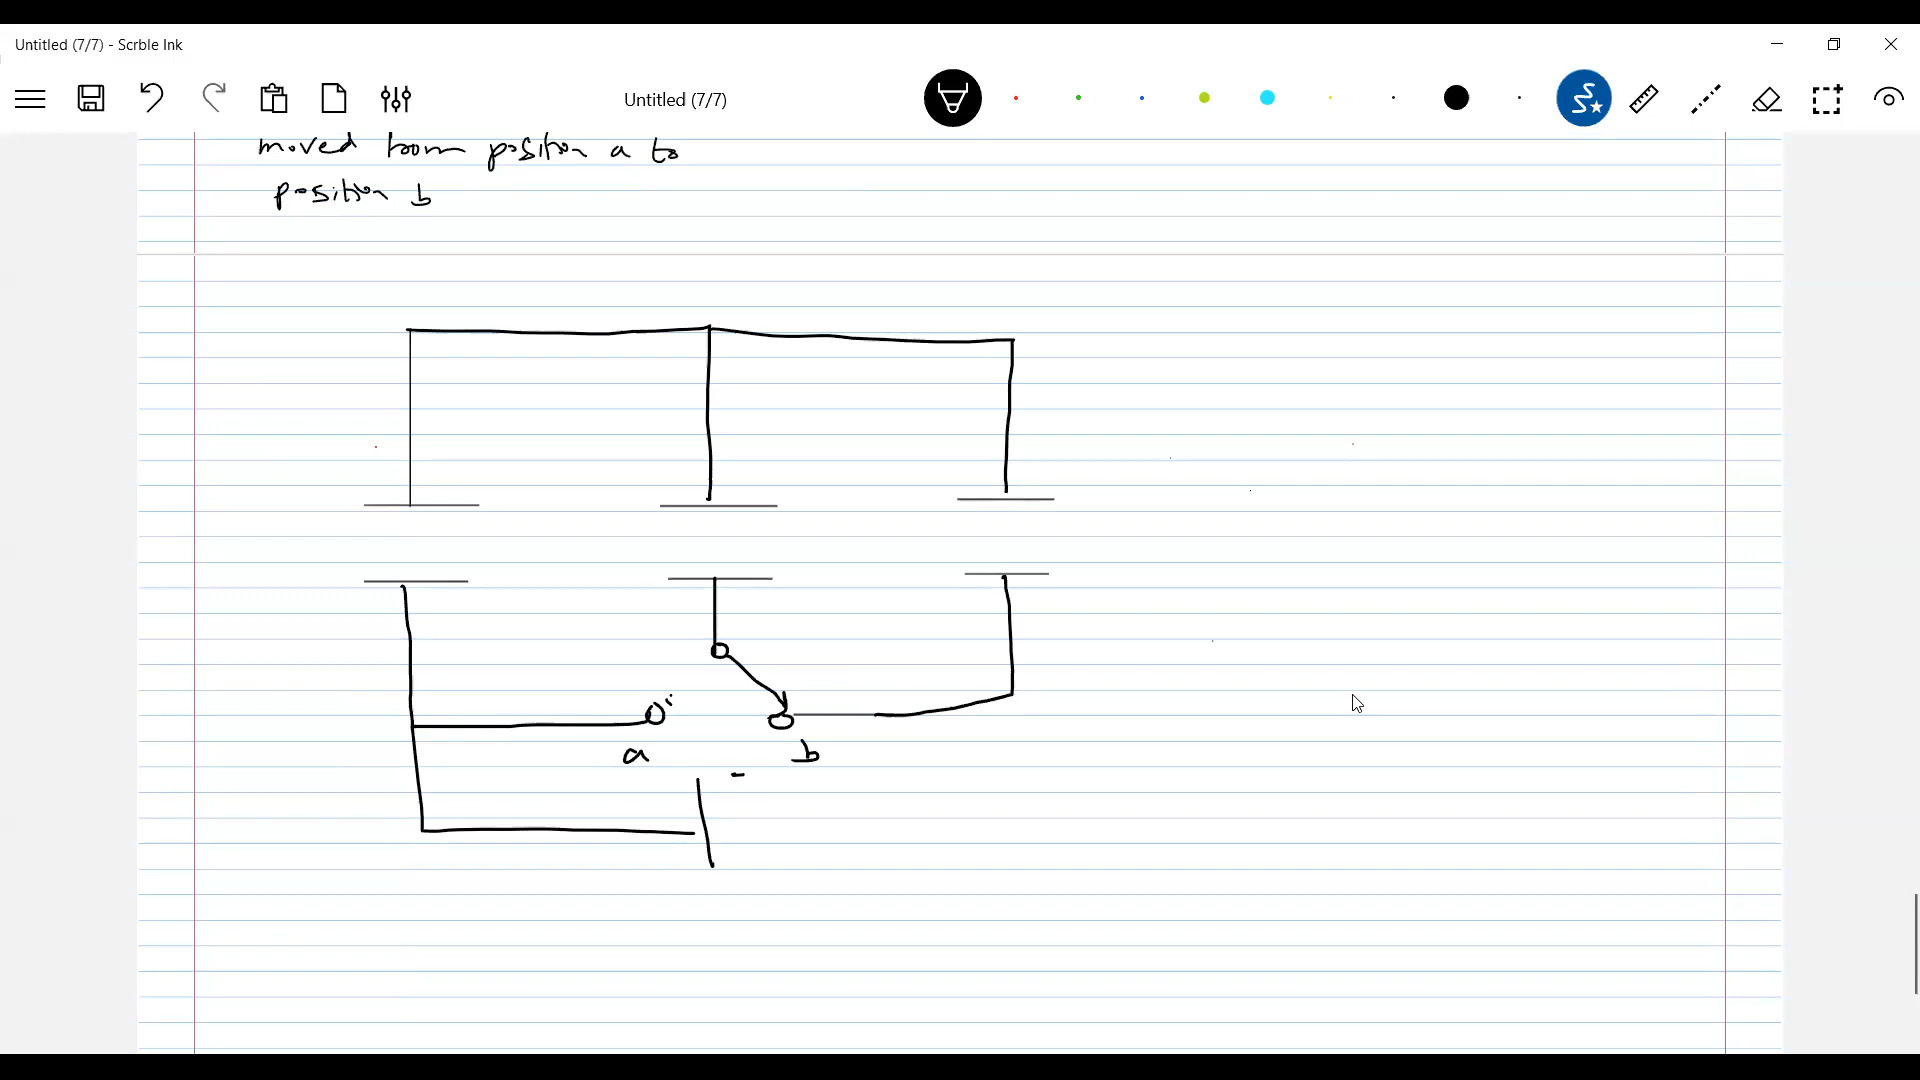 Untitled (7/7) - Scrble Ink
Untitled (7/7)
moved from position a to
position b
a
b
-